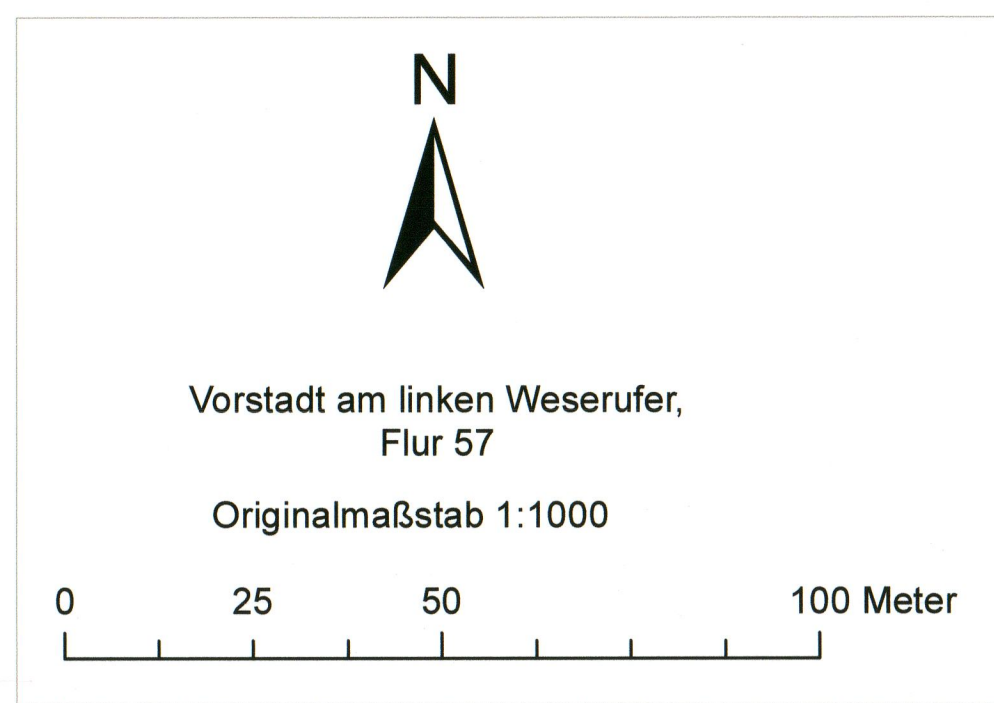 N
Vorstadt am linken Weserufer,
Flur 57
Originalmaßstab 1:1000
0 25 50 100 Meter